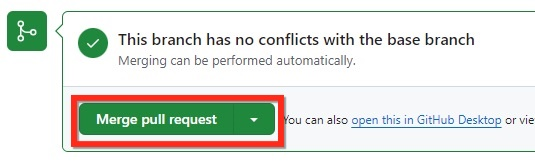 This branch has no conflicts with the base branch
Merging can be performed automatically.
Merge pull request You can also open this in GitHub Desktop or